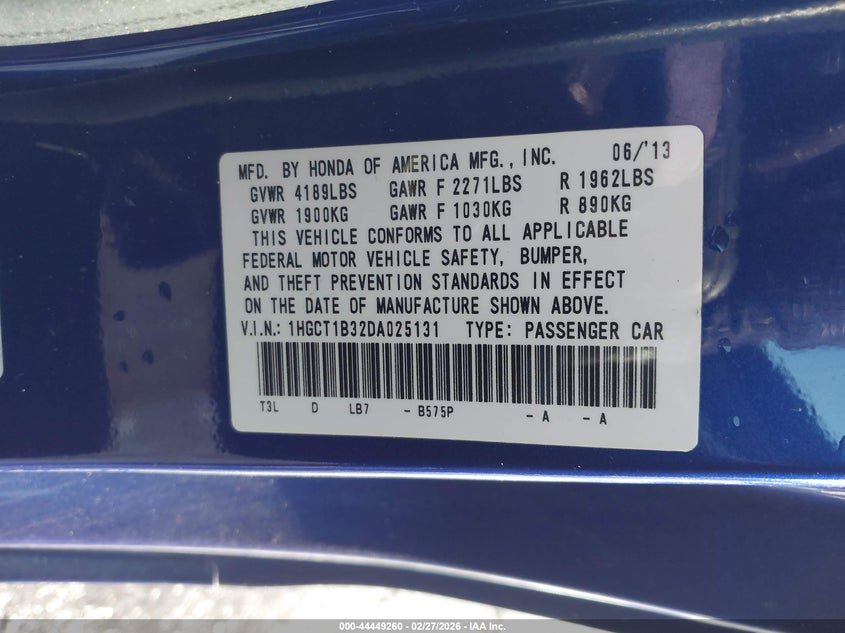 MFD. BY HONDA OF AMERICA MFG., INC. 06/'13
GVWR 4189LBS GAWR F 2271LBS R 1962LBS
GVWR 1900KG GAWR F 1030KG R 890KG
THIS VEHICLE CONFORMS TO ALL APPLICABLE
FEDERAL MOTOR VEHICLE SAFETY, BUMPER,
AND THEFT PREVENTION STANDARDS IN EFFECT
ON THE DATE OF MANUFACTURE SHOWN ABOVE.
V.I.N.: 1HGCT1B32DA025131 TYPE: PASSENGER CAR
T3L D LB7 - B575P - A - A
000-44449260 - 02/27/2026 - IAA Inc.